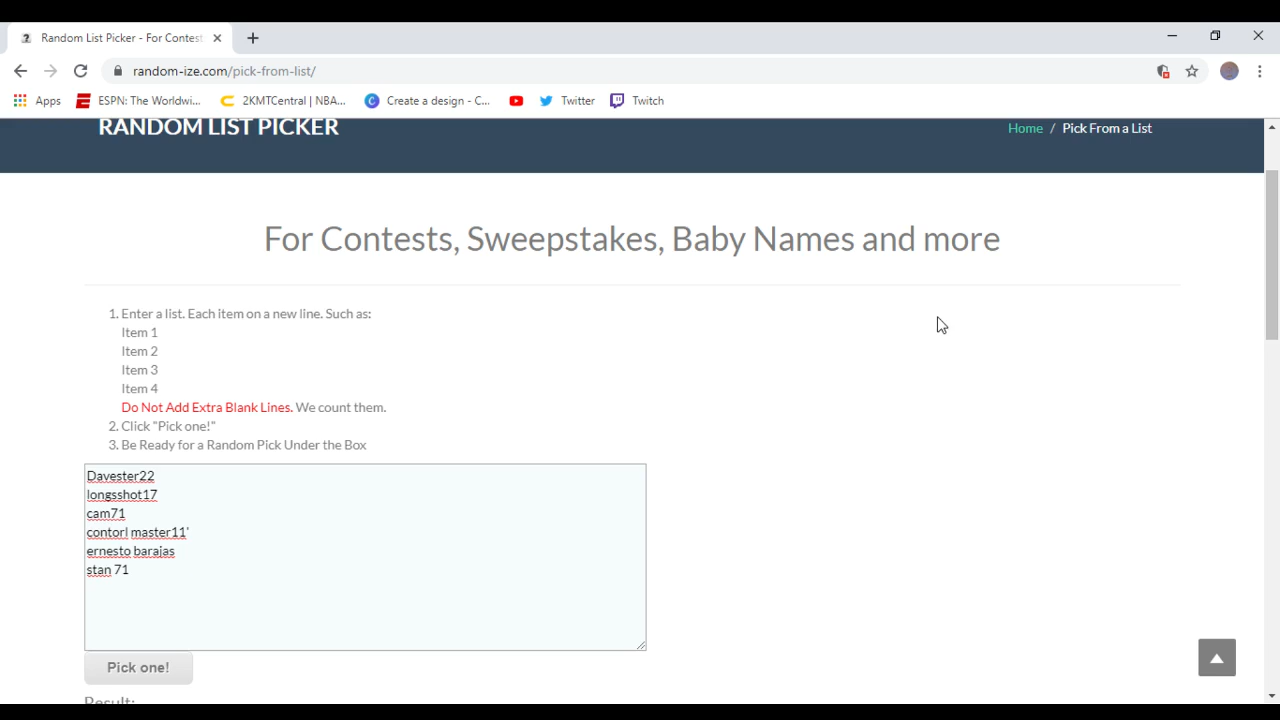 Random List Picker - For Contest
random-ize.com/pick-from-list/
Apps
ESPN: The Worldwi...
2KMTCentral | NBA...
Create a design - C...
Twitter
Twitch
RANDOM LIST PICKER
Home / Pick From a List
For Contests, Sweepstakes, Baby Names and more
1. Enter a list. Each item on a new line. Such as:
Item 1
Item 2
Item 3
Item 4
Do Not Add Extra Blank Lines. We count them.
2. Click "Pick one!"
3. Be Ready for a Random Pick Under the Box
Davester22
longsshot17
cam71
contorl master11'
ernesto barajas
stan 71
Pick one!
Result: